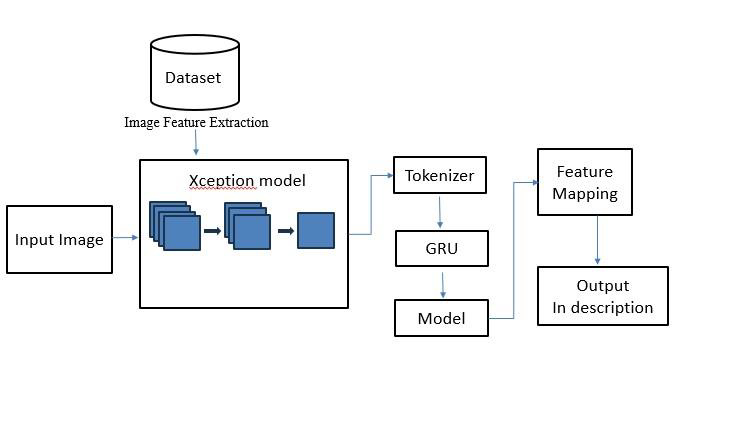 Dataset
Image Feature Extraction
Xception model
Input Image
Tokenizer
GRU
Model
Feature
Mapping
Output
In description